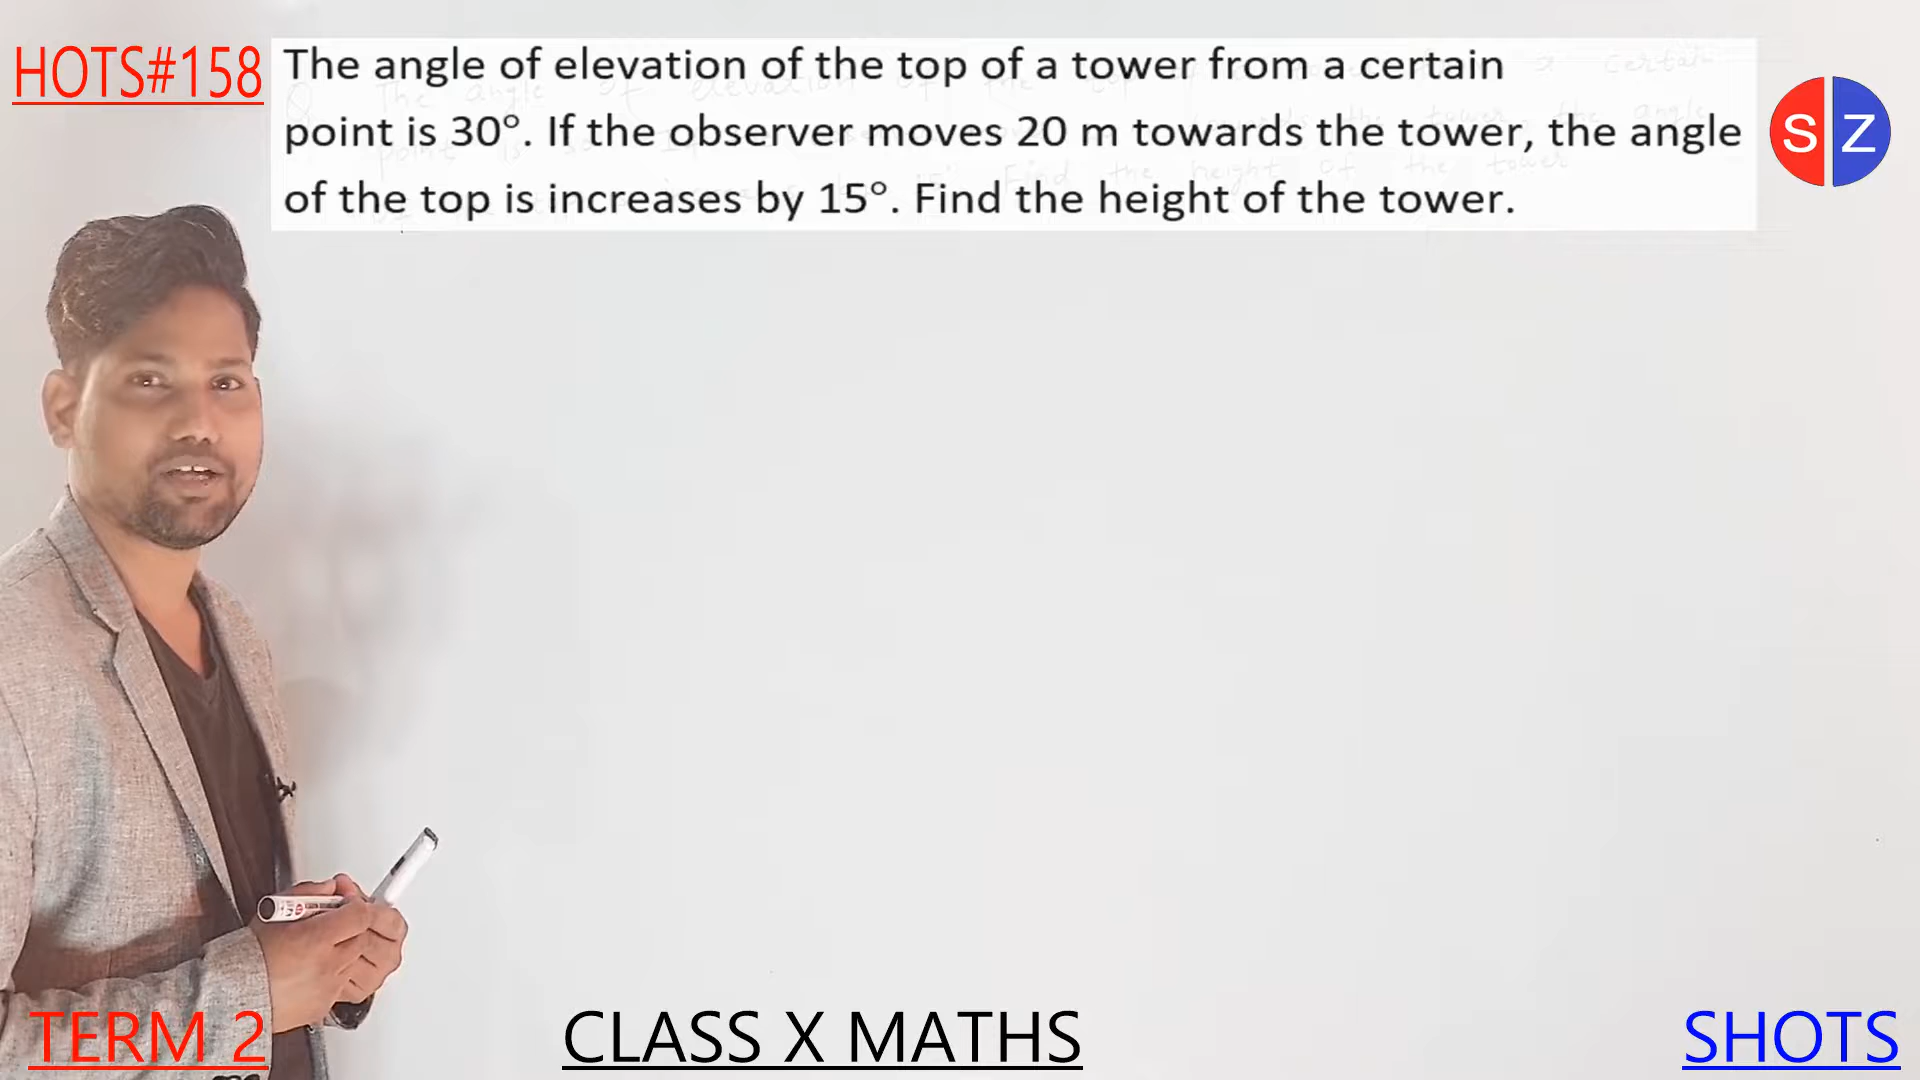 HOTS#158
The angle of elevation of the top of a tower from a certain
point is 30°. If the observer moves 20 m towards the tower, the angle
of the top is increases by 15°. Find the height of the tower.
S Z
TERM 2
CLASS X MATHS
SHOTS